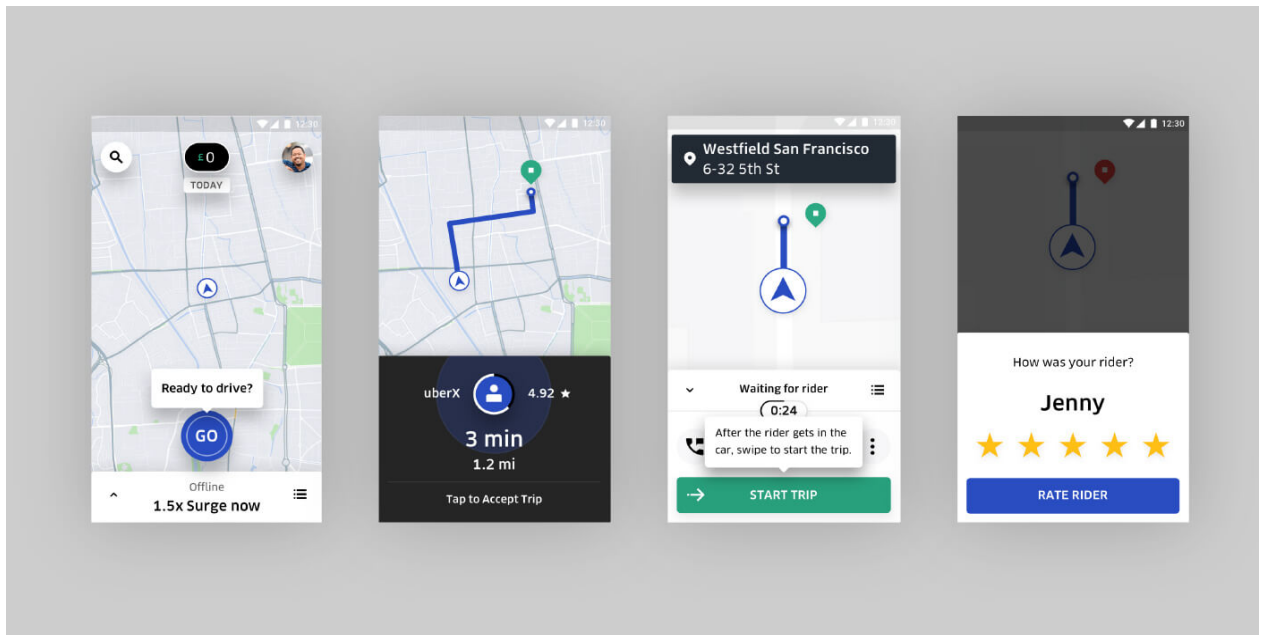 12:30
£0
TODAY
Ready to drive?
GO
Offline
1.5x Surge now
12:30
uberX
4.92 ★
3 min
1.2 mi
Tap to Accept Trip
12:30
Westfield San Francisco
6-32 5th St
Waiting for rider
0:24
After the rider gets in the
car, swipe to start the trip.
START TRIP
12:30
How was your rider?
Jenny
RATE RIDER